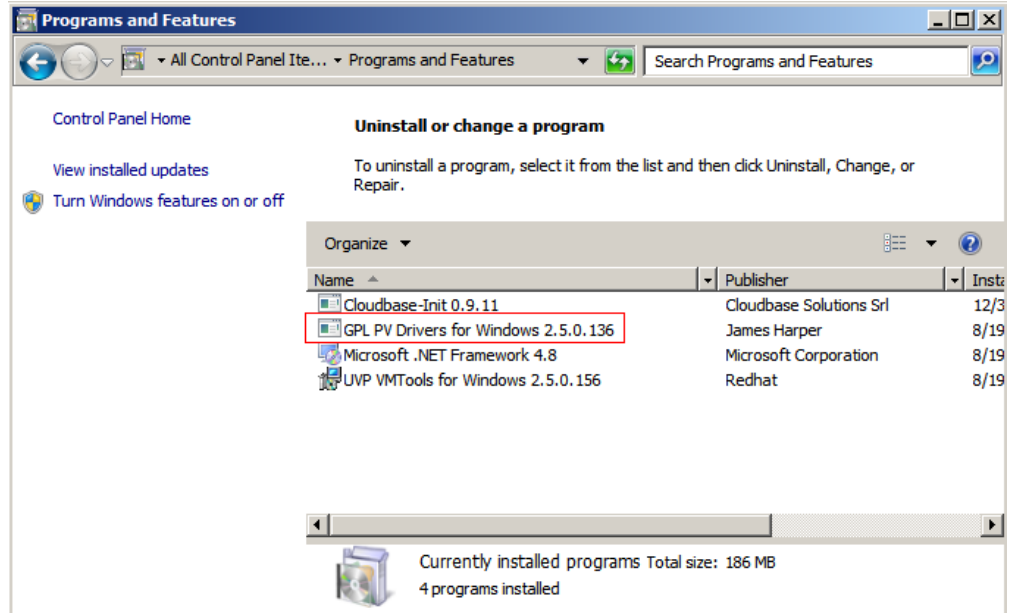 Programs and Features
All Control Panel Ite... Programs and Features
Search Programs and Features
Control Panel Home
View installed updates
Turn Windows features on or off
Uninstall or change a program
To uninstall a program, select it from the list and then click Uninstall, Change, or
Repair.
Organize
Name Publisher Insta
Cloudbase-Init 0.9.11 Cloudbase Solutions Srl 12/3
GPL PV Drivers for Windows 2.5.0.136 James Harper 8/19
Microsoft .NET Framework 4.8 Microsoft Corporation 8/19
UVP VMTools for Windows 2.5.0.156 Redhat 8/19
Currently installed programs Total size: 186 MB
4 programs installed